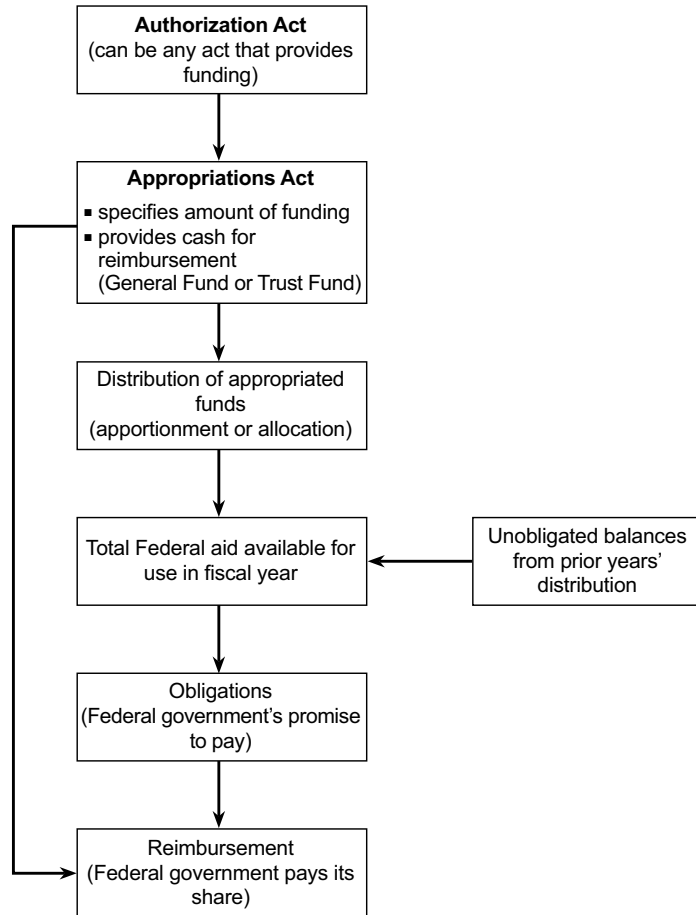 Authorization Act
(can be any act that provides
funding)
Appropriations Act
▪ specifies amount of funding
▪ provides cash for
reimbursement
(General Fund or Trust Fund)
Distribution of appropriated
funds
(apportionment or allocation)
Total Federal aid available for
use in fiscal year
Unobligated balances
from prior years’
distribution
Obligations
(Federal government’s promise
to pay)
Reimbursement
(Federal government pays its
share)